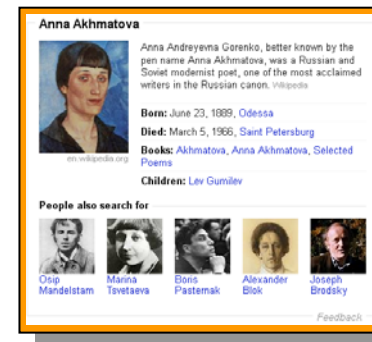 Anna Akhmatova
Anna Andreyevna Gorenko, better known by the
pen name Anna Akhmatova, was a Russian and
Soviet modernist poet, one of the most acclaimed
writers in the Russian canon. Wikipedia
Born: June 23, 1889, Odessa
Died: March 5, 1966, Saint Petersburg
Books: Akhmatova, Anna Akhmatova, Selected
Poems
en.wikipedia.org
Children: Lev Gumilev
People also search for
Osip
Mandelstam
Marina
Tsvetaeva
Boris
Pasternak
Alexander
Blok
Joseph
Brodsky
Feedback